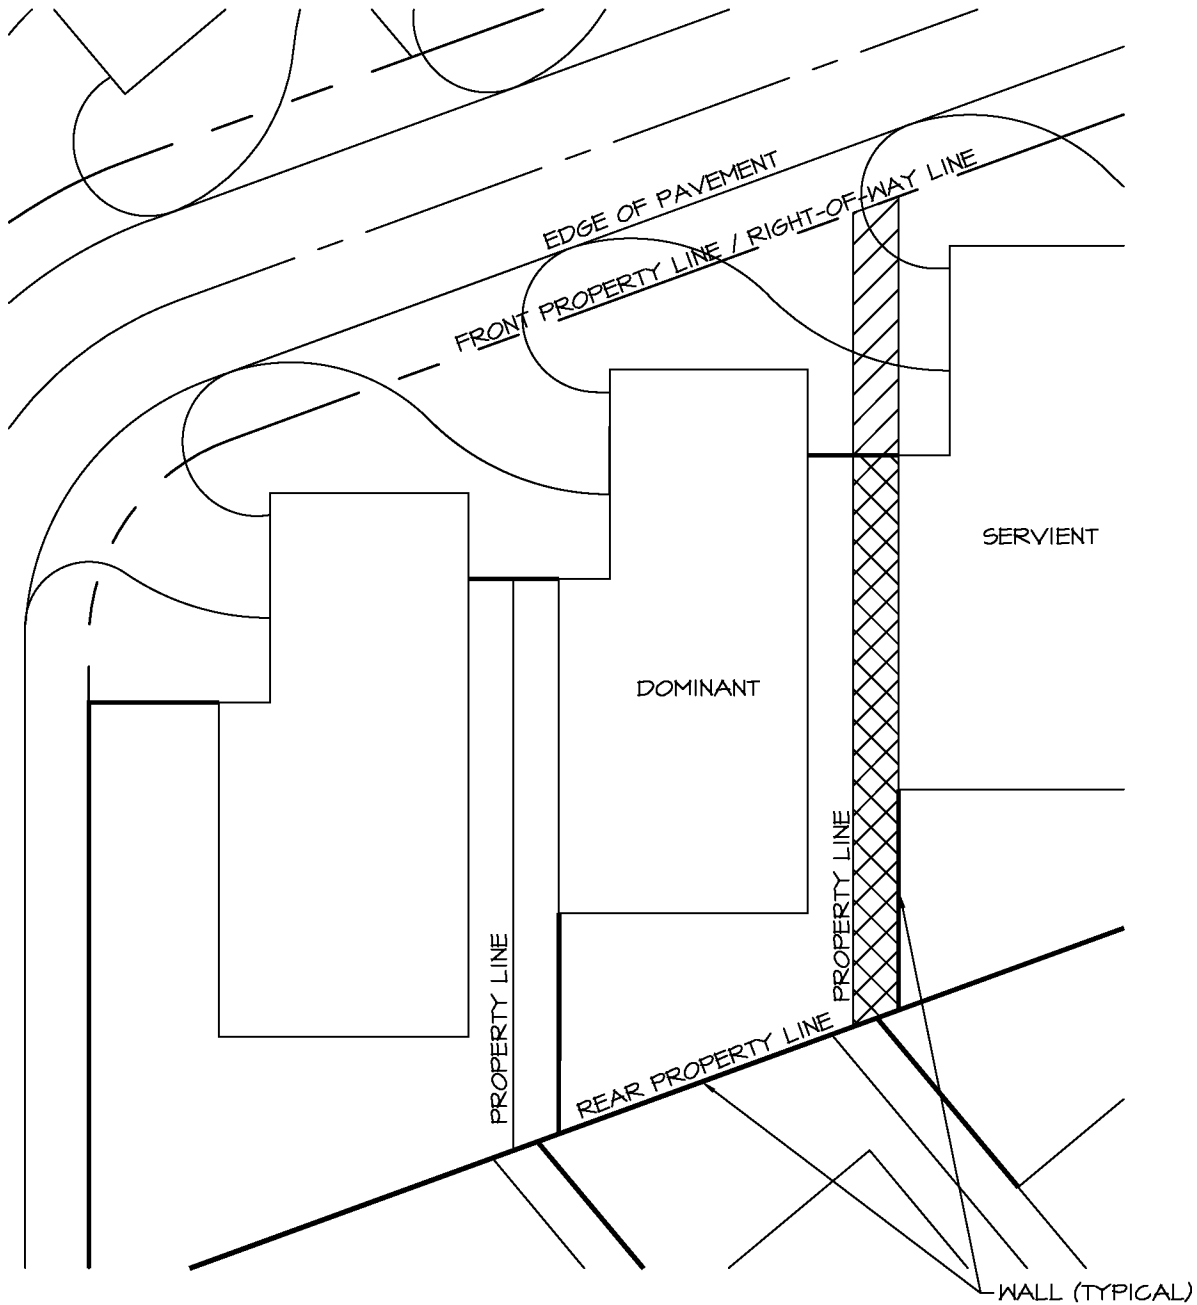 EDGE OF PAVEMENT
FRONT PROPERTY LINE / RIGHT-OF-WAY LINE
SERVIENT
DOMINANT
PROPERTY LINE
PROPERTY LINE
REAR PROPERTY LINE
WALL (TYPICAL)